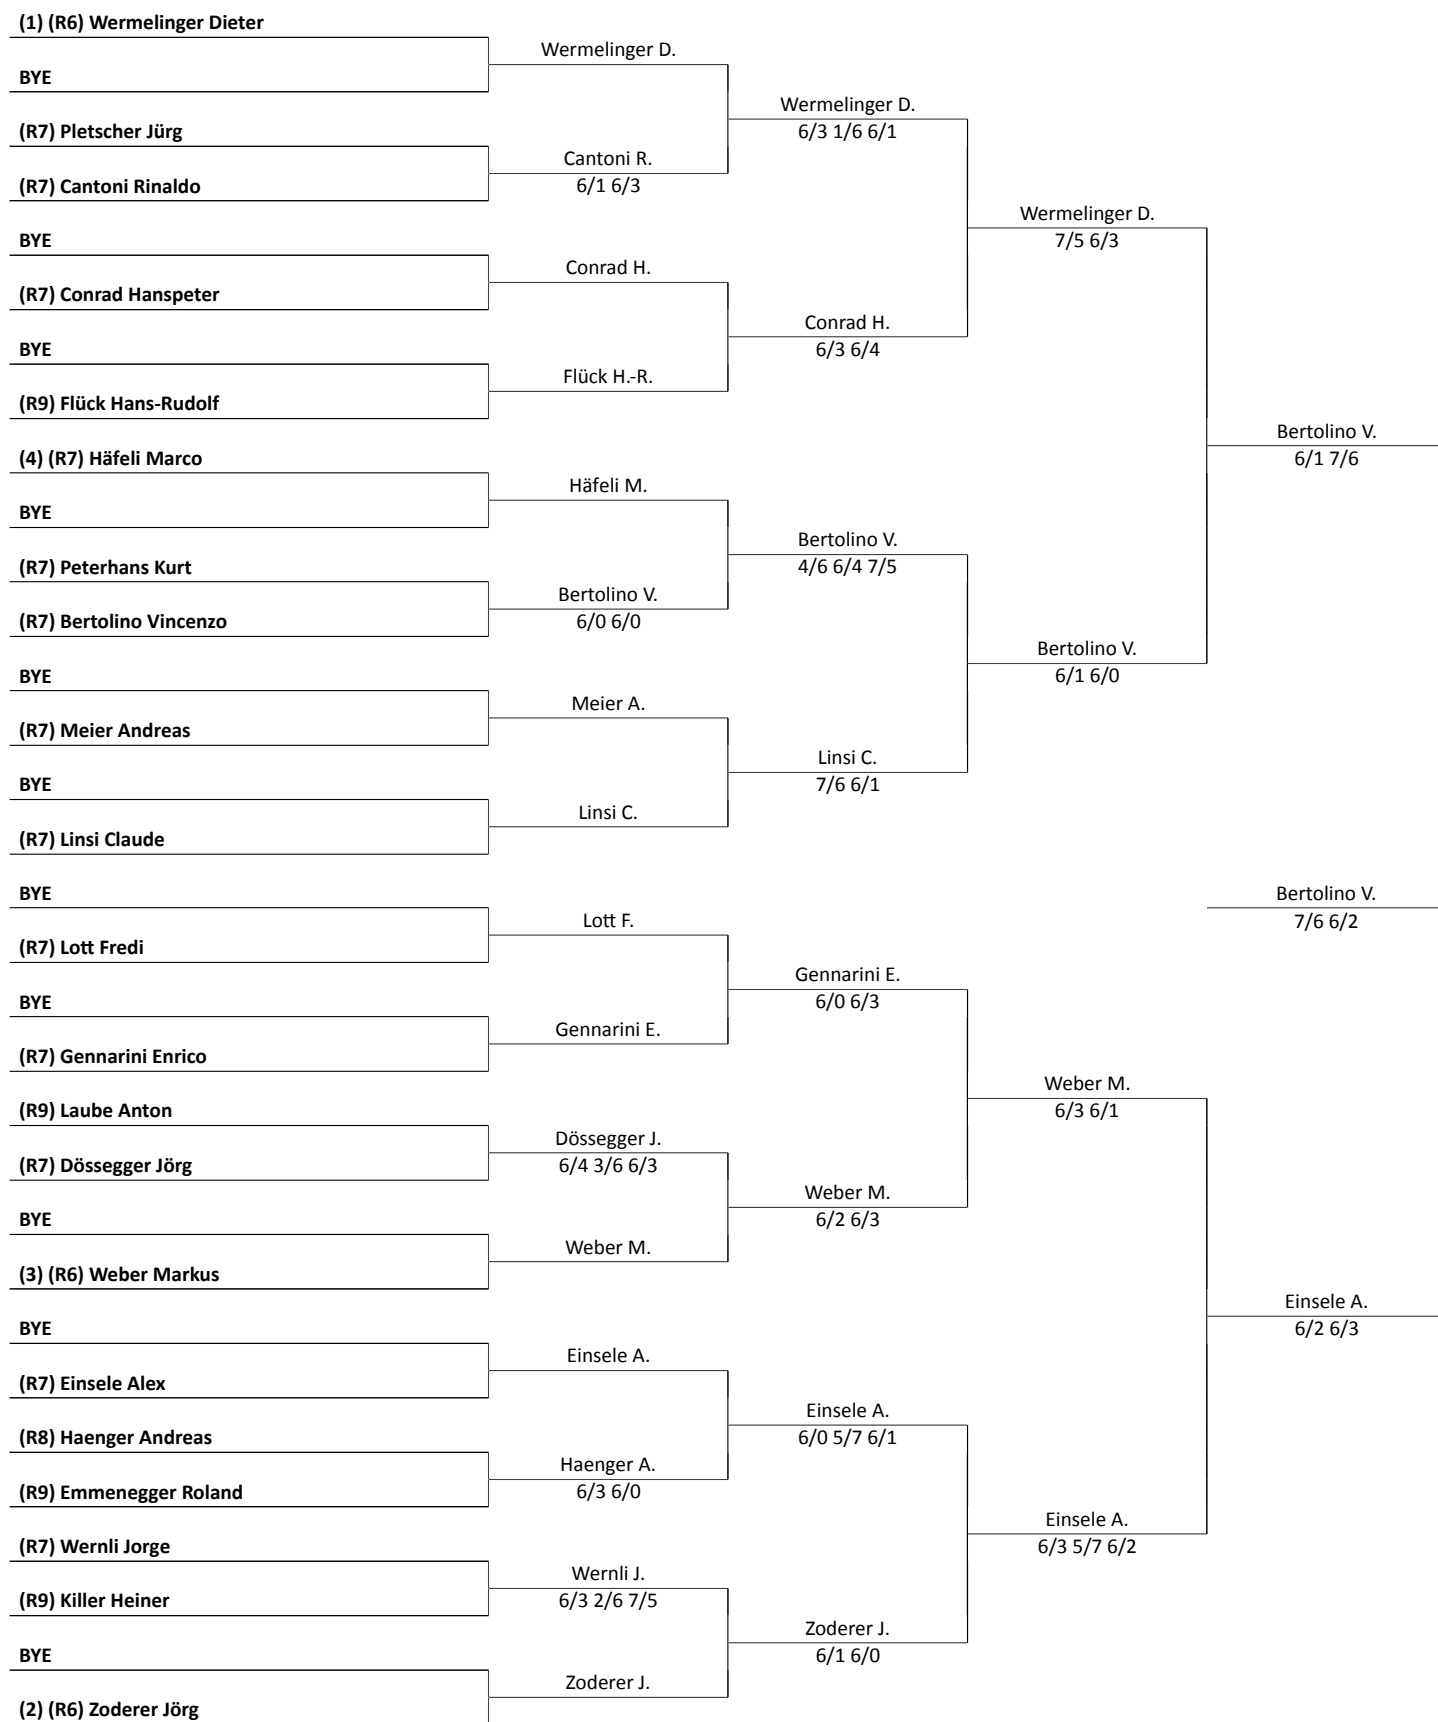 (1) (R6) Wermelinger Dieter
BYE
(R7) Pletscher Jürg
(R7) Cantoni Rinaldo
BYE
(R7) Conrad Hanspeter
BYE
(R9) Flück Hans-Rudolf
(4) (R7) Häfeli Marco
BYE
(R7) Peterhans Kurt
(R7) Bertolino Vincenzo
BYE
(R7) Meier Andreas
BYE
(R7) Linsi Claude
BYE
(R7) Lott Fredi
BYE
(R7) Gennarini Enrico
(R9) Laube Anton
(R7) Dössegger Jörg
BYE
(3) (R6) Weber Markus
BYE
(R7) Einsele Alex
(R8) Haenger Andreas
(R9) Emmenegger Roland
(R7) Wernli Jorge
(R9) Killer Heiner
BYE
(2) (R6) Zoderer Jörg
Wermelinger D.
Cantoni R.
6/1 6/3
Conrad H.
Flück H.-R.
Häfeli M.
Bertolino V.
6/0 6/0
Meier A.
Linsi C.
Lott F.
Gennarini E.
Dössegger J.
6/4 3/6 6/3
Weber M.
Einsele A.
Haenger A.
6/3 6/0
Wernli J.
6/3 2/6 7/5
Zoderer J.
Wermelinger D.
6/3 1/6 6/1
Conrad H.
6/3 6/4
Bertolino V.
4/6 6/4 7/5
Linsi C.
7/6 6/1
Gennarini E.
6/0 6/3
Weber M.
6/2 6/3
Einsele A.
6/0 5/7 6/1
Zoderer J.
6/1 6/0
Wermelinger D.
7/5 6/3
Bertolino V.
6/1 6/0
Weber M.
6/3 6/1
Einsele A.
6/3 5/7 6/2
Bertolino V.
6/1 7/6
Bertolino V.
7/6 6/2
Einsele A.
6/2 6/3